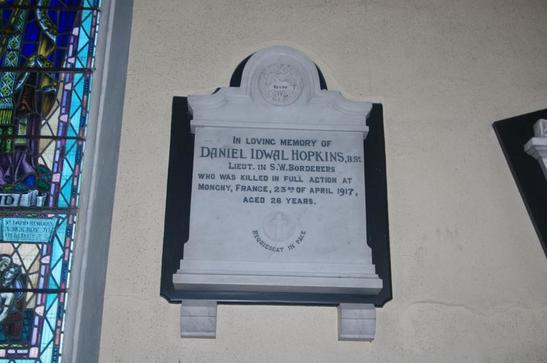 IN LOVING MEMORY OF
DANIEL IDWAL HOPKINS, B.SC.
LIEUT. IN S.W. BORDERERS
WHO WAS KILLED IN FULL ACTION AT
MONCHY, FRANCE, 23RD OF APRIL 1917,
AGED 26 YEARS.
REQUIESCAT IN PACE